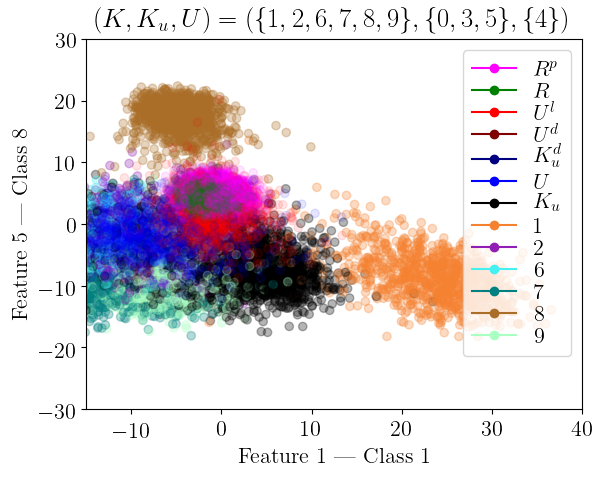 (K, K_u, U) = ({1, 2, 6, 7, 8, 9}, {0, 3, 5}, {4})
30
20
10
0
−10
−20
−30
Feature 5 — Class 8
R^p
R
U^l
U^d
K_u^d
U
K_u
1
2
6
7
8
9
−10
0
10
20
30
40
Feature 1 — Class 1